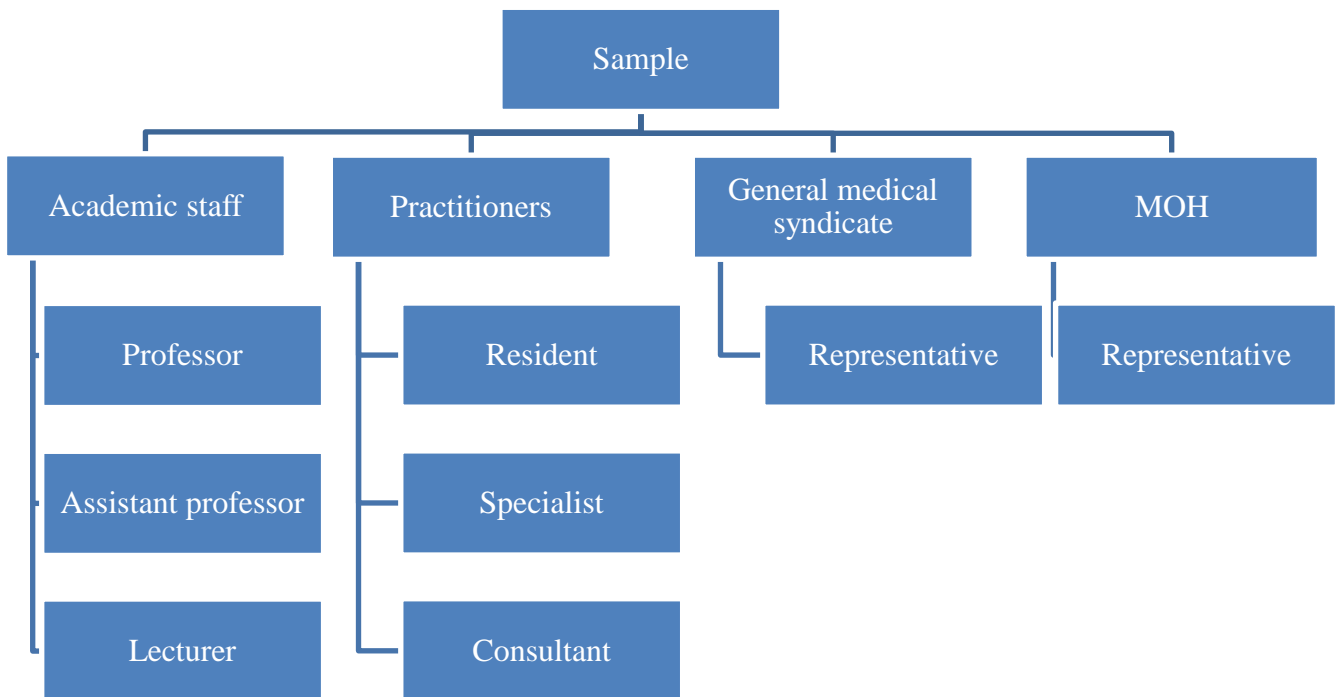 Sample
Academic staff
Practitioners
General medical
syndicate
MOH
Professor
Resident
Representative
Representative
Assistant professor
Specialist
Lecturer
Consultant